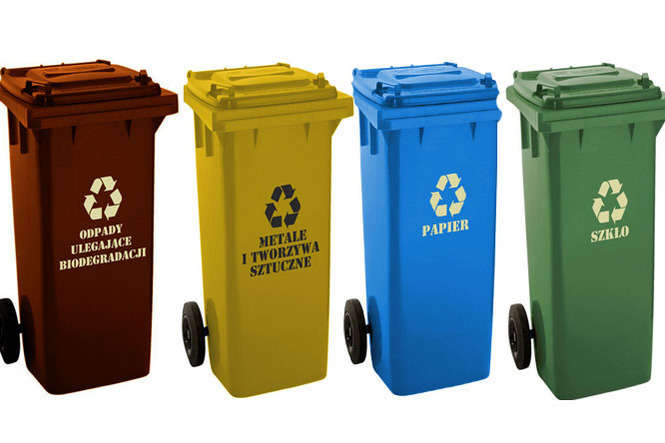 ODPADY
ULEGAJĄCE
BIODEGRADACJI
METALE
I TWORZYWA
SZTUCZNE
PAPIER
SZKŁO